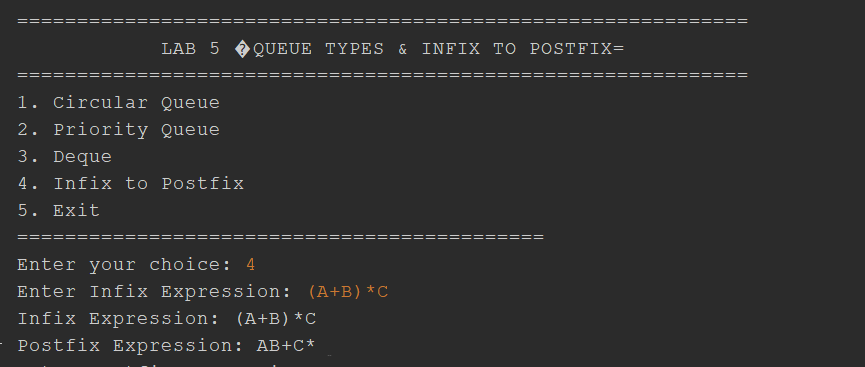 =============================================================
LAB 5 �QUEUE TYPES & INFIX TO POSTFIX=
=============================================================
1. Circular Queue
2. Priority Queue
3. Deque
4. Infix to Postfix
5. Exit
============================================
Enter your choice: 4
Enter Infix Expression: (A+B)*C
Infix Expression: (A+B)*C
Postfix Expression: AB+C*